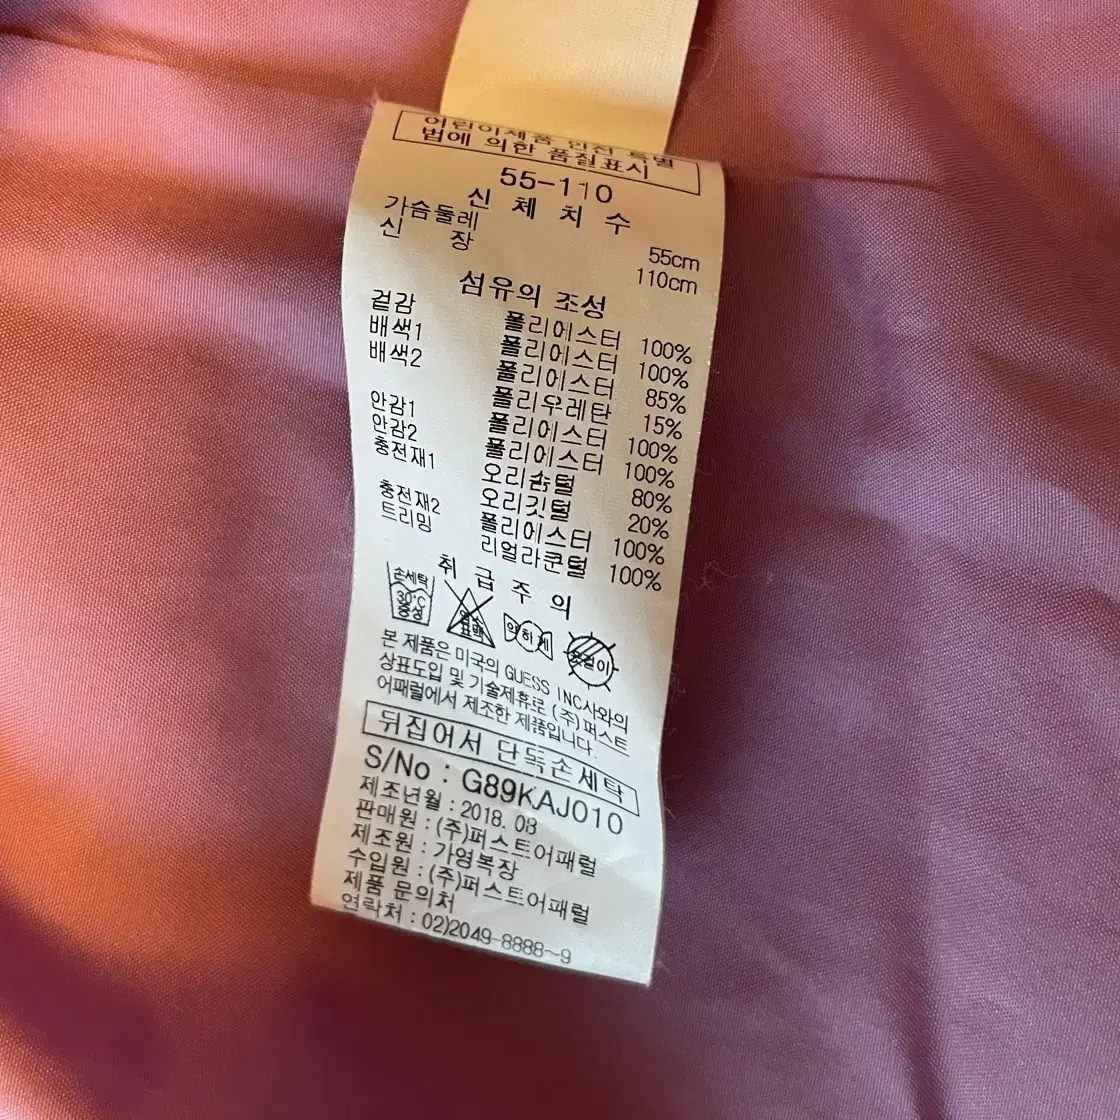 어린이제품 안전 특별
법에 의한 품질표시
55-110
신 체 치 수
가슴둘레 55cm
신 장 110cm
섬유의 조성
겉감 폴리에스터 100%
배색1 폴리에스터 100%
배색2 폴리에스터 85%
폴리우레탄 15%
안감1 폴리에스터 100%
안감2 폴리에스터 100%
충전재1 오리솜털 80%
오리깃털 20%
충전재2 폴리에스터 100%
트리밍 리얼라쿤털 100%
취 급 주 의
손세탁 30℃ 중성
염소 표백
약하게
옷걸이
본 제품은 미국의 GUESS INC사와의
상표도입 및 기술제휴로 (주)퍼스트
어패럴에서 제조한 제품입니다.
뒤집어서 단독손세탁
S/No : G89KAJ010
제조년월 : 2018. 08
판매원 : (주)퍼스트어패럴
제조원 : 가영복장
수입원 : (주)퍼스트어패럴
제품 문의처
연락처 : 02)2049-8888~9